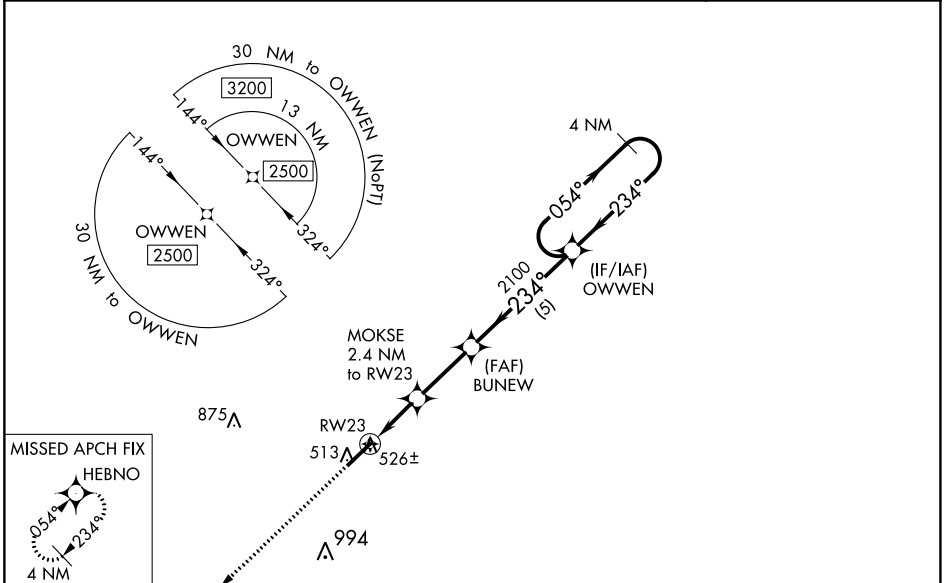 30 NM to OWWEN (NoPT)
3200
13 NM
144°
OWWEN
2500
324°
144°
OWWEN
2500
324°
30 NM to OWWEN
4 NM
054°
234°
(IF/IAF)
OWWEN
2100
234°
(5)
MOKSE
2.4 NM
to RW23
(FAF)
BUNEW
875
RW23
513
526±
994
MISSED APCH FIX
HEBNO
054°
234°
4 NM